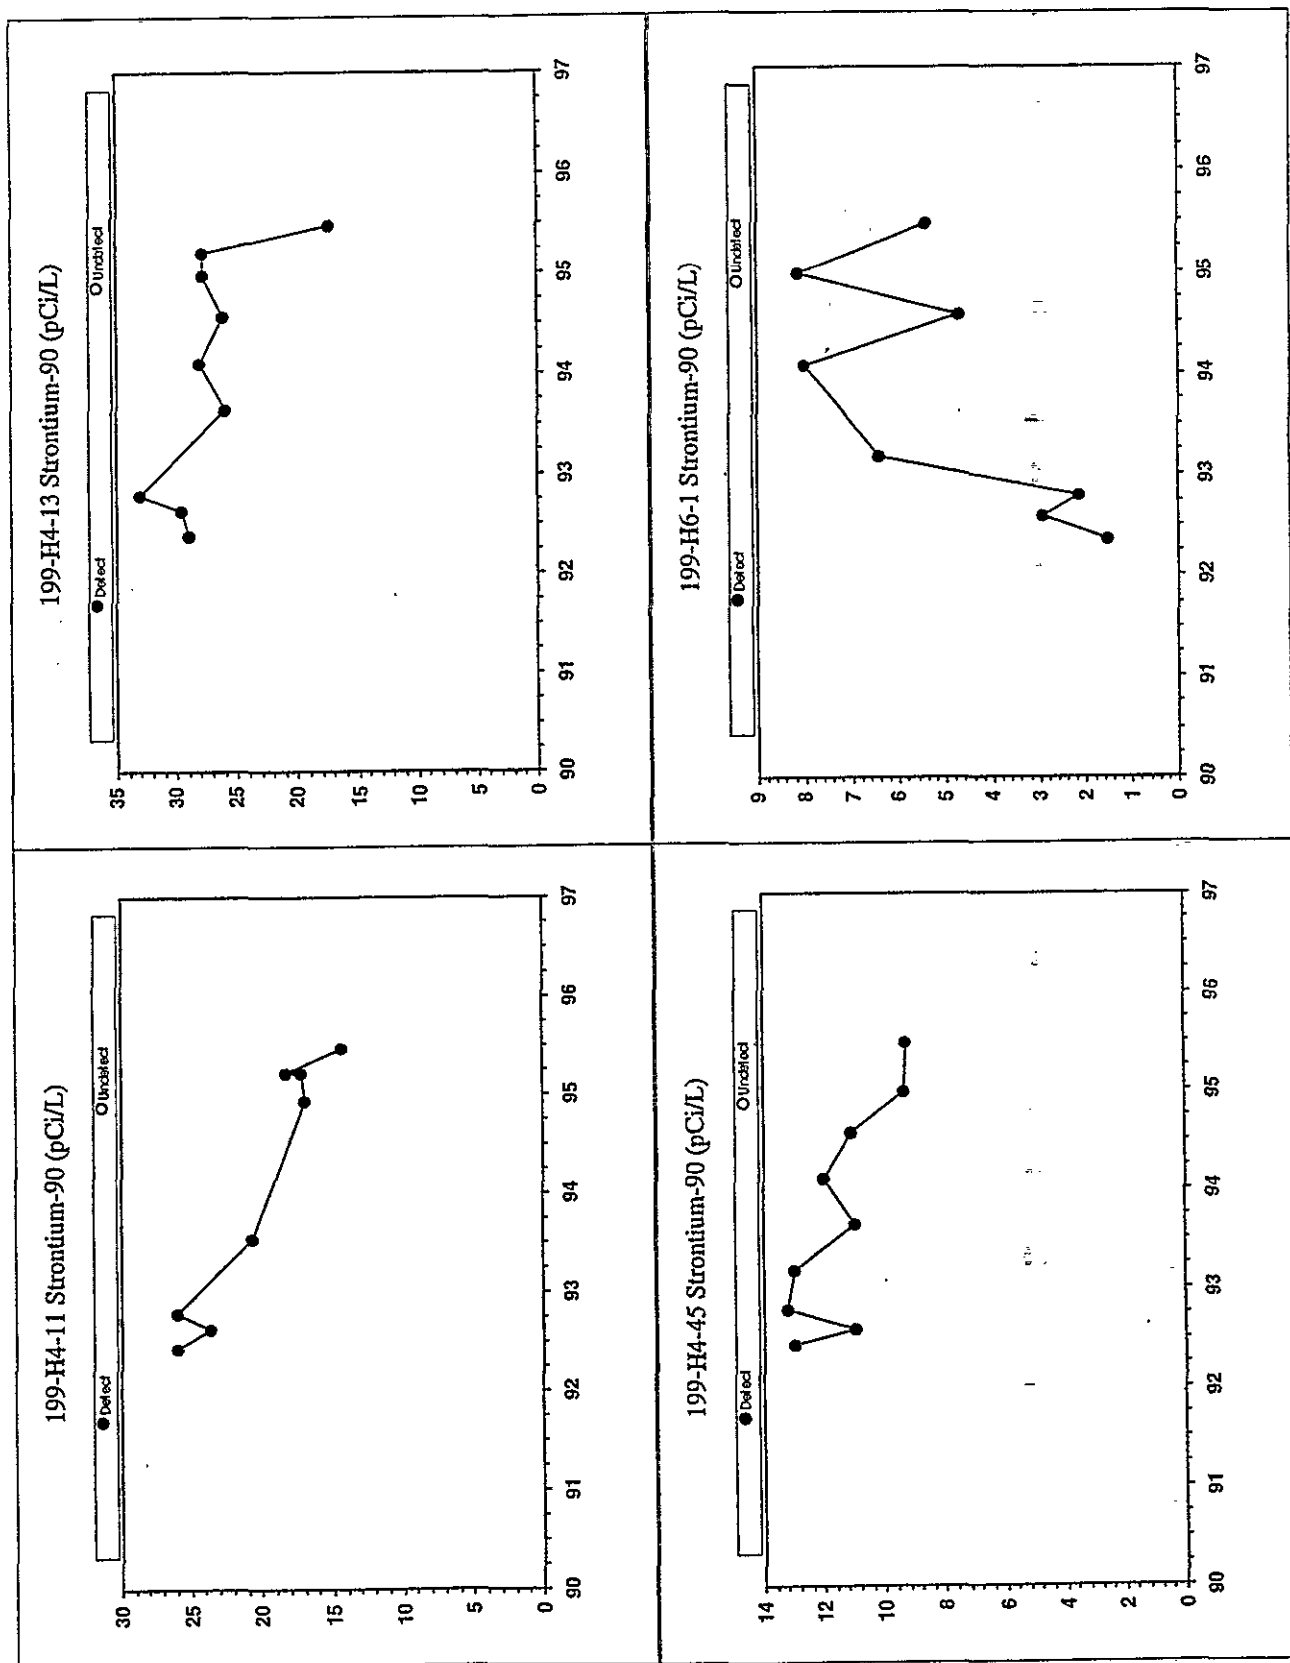 199-H4-11 Strontium-90 (pCi/L)
● Detect O Undetect
30
25
20
15
10
5
0
90 91 92 93 94 95 96 97
199-H4-13 Strontium-90 (pCi/L)
● Detect O Undetect
35
30
25
20
15
10
5
0
90 91 92 93 94 95 96 97
199-H4-45 Strontium-90 (pCi/L)
● Detect O Undetect
14
12
10
8
6
4
2
0
90 91 92 93 94 95 96 97
199-H6-1 Strontium-90 (pCi/L)
● Detect O Undetect
9
8
7
6
5
4
3
2
1
0
90 91 92 93 94 95 96 97